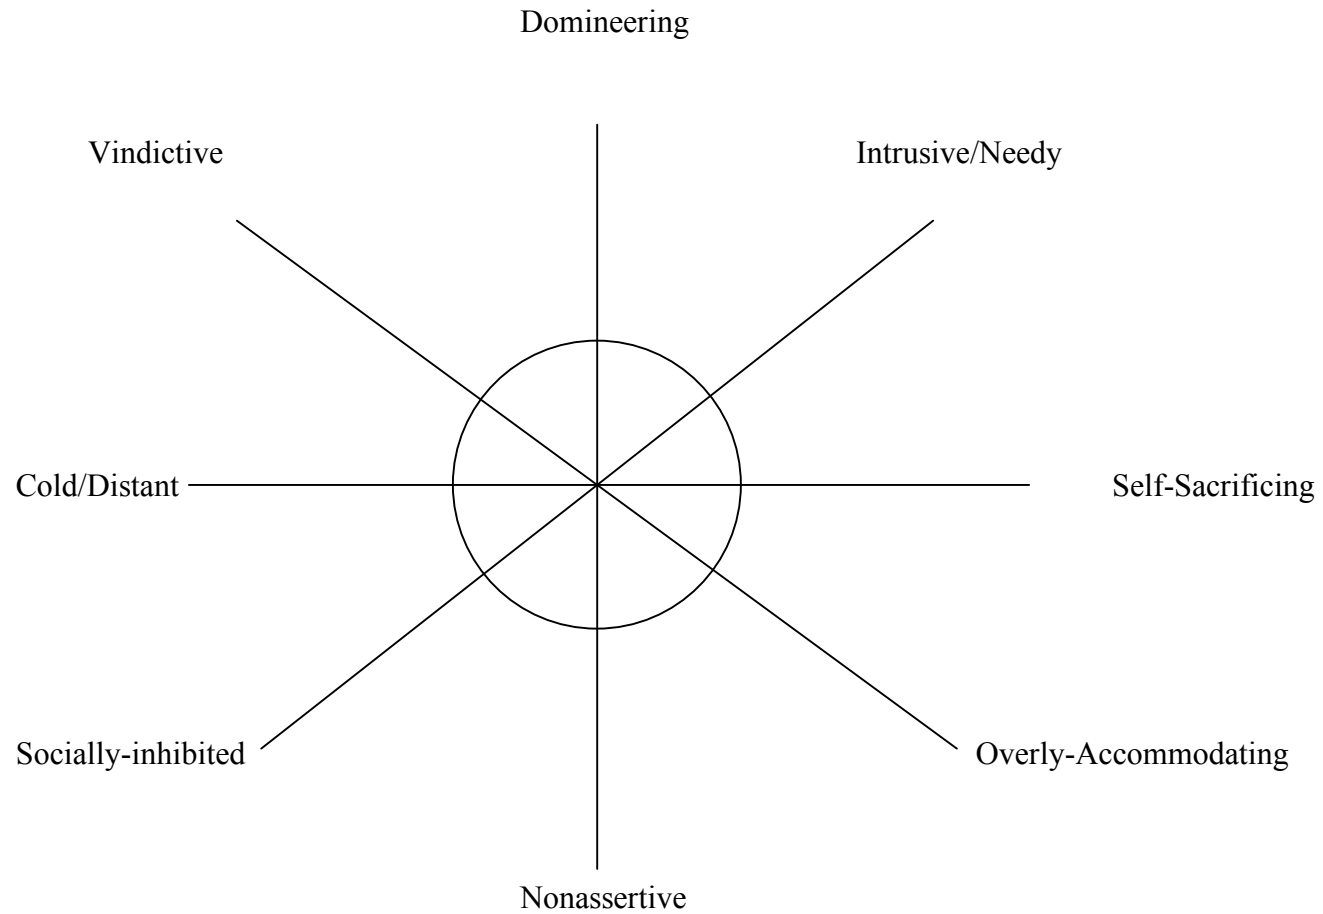 Domineering
Vindictive
Intrusive/Needy
Cold/Distant
Self-Sacrificing
Socially-inhibited
Overly-Accommodating
Nonassertive